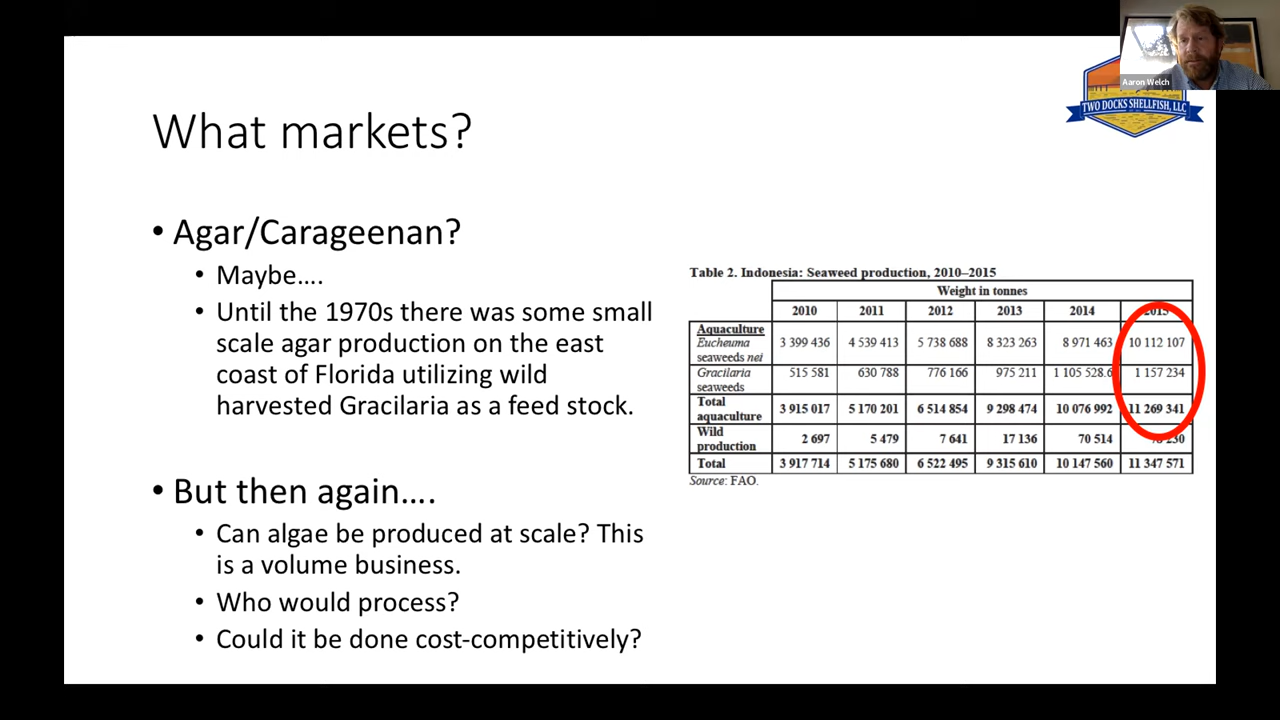 Aaron Welch
TWO DOCKS SHELLFISH, LLC
What markets?
• Agar/Carageenan?
• Maybe….
• Until the 1970s there was some small
scale agar production on the east
coast of Florida utilizing wild
harvested Gracilaria as a feed stock.
• But then again….
• Can algae be produced at scale? This
is a volume business.
• Who would process?
• Could it be done cost-competitively?
Table 2. Indonesia: Seaweed production, 2010–2015
Weight in tonnes
2010 2011 2012 2013 2014 2015
Aquaculture
Eucheuma 3 399 436 4 539 413 5 738 688 8 323 263 8 971 463 10 112 107
seaweeds nei
Gracilaria 515 581 630 788 776 166 975 211 1 105 528.6 1 157 234
seaweeds
Total
aquaculture 3 915 017 5 170 201 6 514 854 9 298 474 10 076 992 11 269 341
Wild
production 2 697 5 479 7 641 17 136 70 514
Total 3 917 714 5 175 680 6 522 495 9 315 610 10 147 560 11 347 571
Source: FAO.